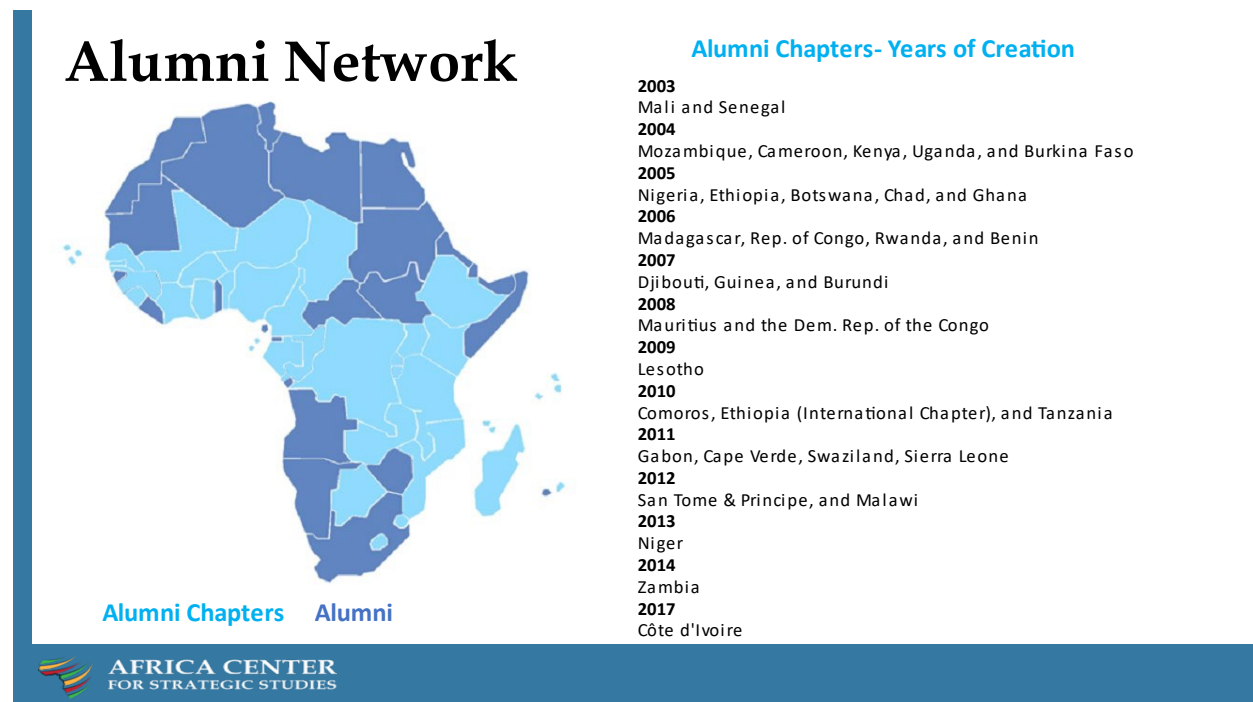 Alumni Network
Alumni Chapters- Years of Creation
2003
Mali and Senegal
2004
Mozambique, Cameroon, Kenya, Uganda, and Burkina Faso
2005
Nigeria, Ethiopia, Botswana, Chad, and Ghana
2006
Madagascar, Rep. of Congo, Rwanda, and Benin
2007
Djibouti, Guinea, and Burundi
2008
Mauritius and the Dem. Rep. of the Congo
2009
Lesotho
2010
Comoros, Ethiopia (International Chapter), and Tanzania
2011
Gabon, Cape Verde, Swaziland, Sierra Leone
2012
San Tome & Principe, and Malawi
2013
Niger
2014
Zambia
2017
Côte d'Ivoire
Alumni Chapters Alumni
AFRICA CENTER
FOR STRATEGIC STUDIES